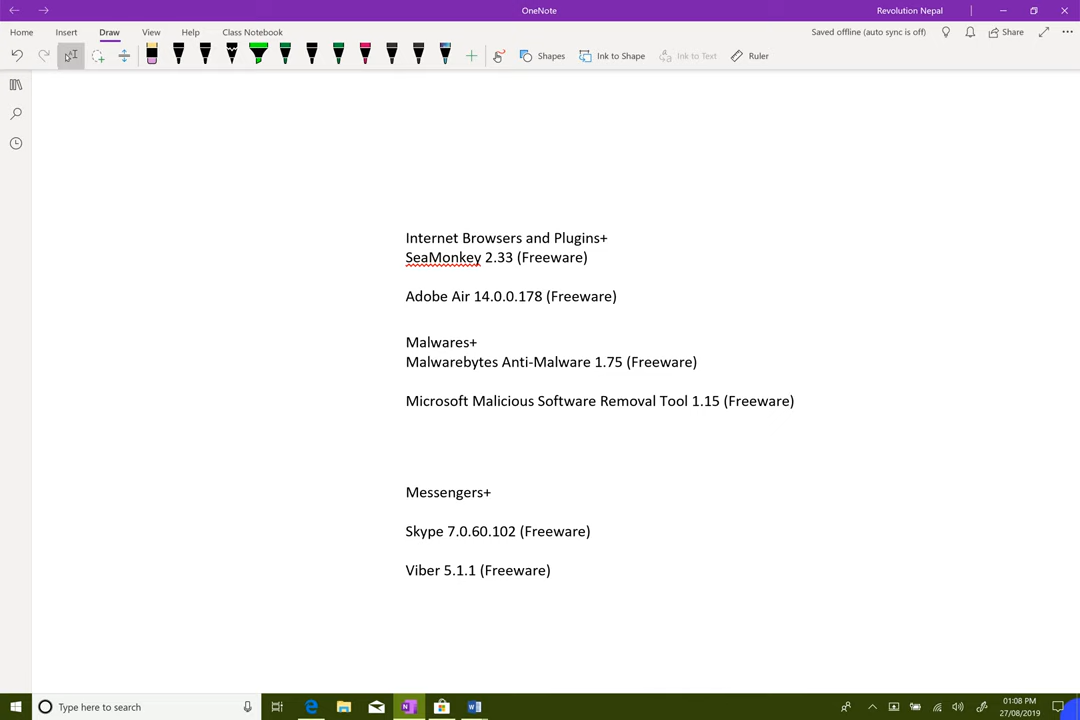 OneNote
Revolution Nepal
Home Insert Draw View Help Class Notebook
Saved offline (auto sync is off)
Share
Shapes
Ink to Shape
Ink to Text
Ruler
Internet Browsers and Plugins+
SeaMonkey 2.33 (Freeware)
Adobe Air 14.0.0.178 (Freeware)
Malwares+
Malwarebytes Anti-Malware 1.75 (Freeware)
Microsoft Malicious Software Removal Tool 1.15 (Freeware)
Messengers+
Skype 7.0.60.102 (Freeware)
Viber 5.1.1 (Freeware)
Type here to search
01:08 PM
27/08/2019